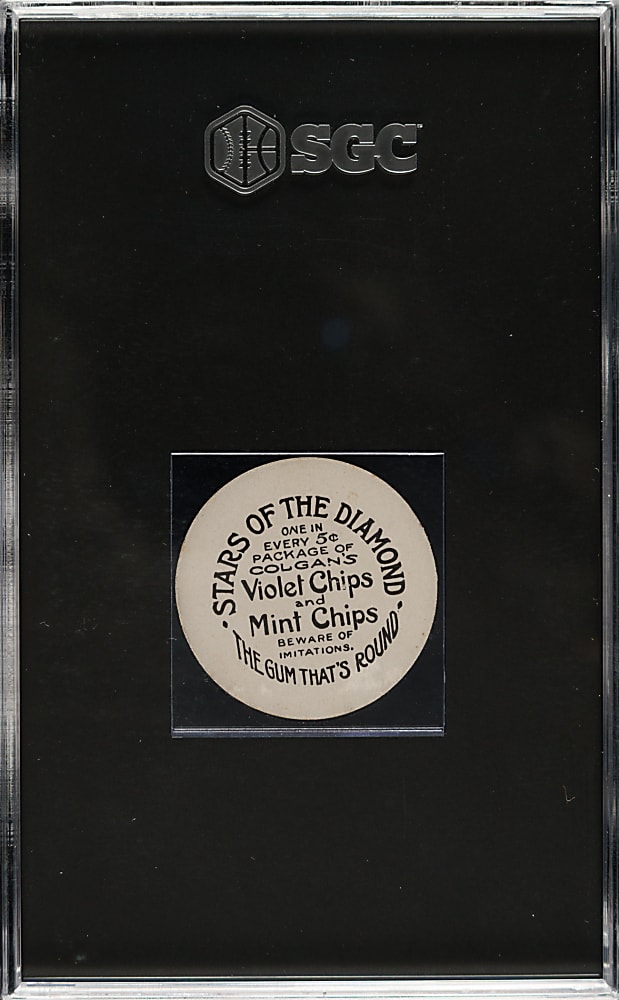 SGC
· STARS OF THE DIAMOND ·
ONE IN
EVERY 5¢
PACKAGE OF
COLGAN'S
Violet Chips
and
Mint Chips
BEWARE OF
IMITATIONS.
THE GUM THAT'S ROUND